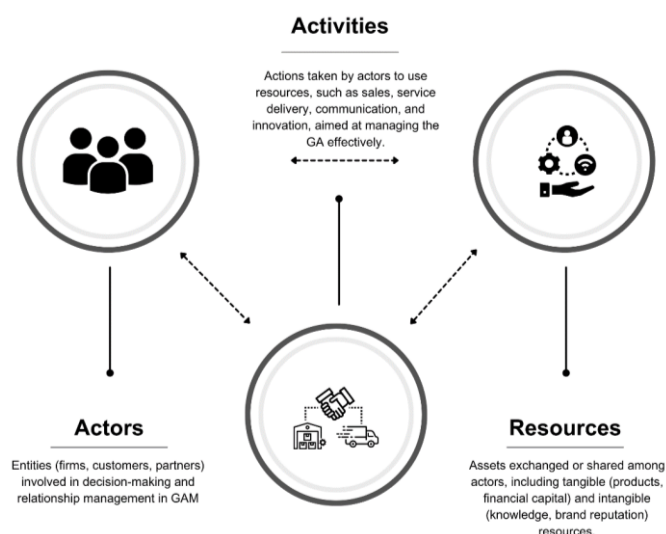 Activities
Actions taken by actors to use
resources, such as sales, service
delivery, communication, and
innovation, aimed at managing the
GA effectively.
Actors
Entities (firms, customers, partners)
involved in decision-making and
relationship management in GAM
Resources
Assets exchanged or shared among
actors, including tangible (products,
financial capital) and intangible
(knowledge, brand reputation)
resources.